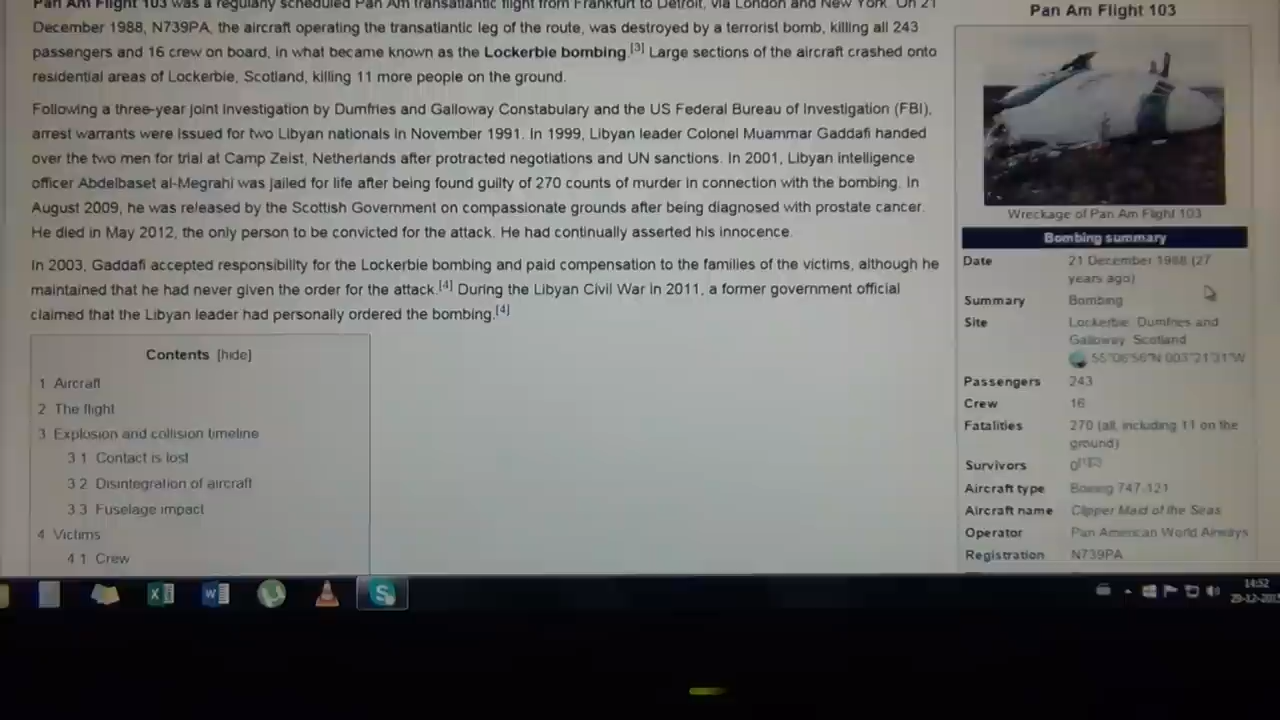 Pan Am Flight 103 was a regularly scheduled Pan Am transatlantic flight from Frankfurt to Detroit, via London and New York. On 21
December 1988, N739PA, the aircraft operating the transatlantic leg of the route, was destroyed by a terrorist bomb, killing all 243
passengers and 16 crew on board, in what became known as the Lockerbie bombing.[3] Large sections of the aircraft crashed onto
residential areas of Lockerbie, Scotland, killing 11 more people on the ground.
Following a three-year joint investigation by Dumfries and Galloway Constabulary and the US Federal Bureau of Investigation (FBI),
arrest warrants were issued for two Libyan nationals in November 1991. In 1999, Libyan leader Colonel Muammar Gaddafi handed
over the two men for trial at Camp Zeist, Netherlands after protracted negotiations and UN sanctions. In 2001, Libyan intelligence
officer Abdelbaset al-Megrahi was jailed for life after being found guilty of 270 counts of murder in connection with the bombing. In
August 2009, he was released by the Scottish Government on compassionate grounds after being diagnosed with prostate cancer.
He died in May 2012, the only person to be convicted for the attack. He had continually asserted his innocence.
In 2003, Gaddafi accepted responsibility for the Lockerbie bombing and paid compensation to the families of the victims, although he
maintained that he had never given the order for the attack.[4] During the Libyan Civil War in 2011, a former government official
claimed that the Libyan leader had personally ordered the bombing.[4]
Contents [hide]
1 Aircraft
2 The flight
3 Explosion and collision timeline
3.1 Contact is lost
3.2 Disintegration of aircraft
3.3 Fuselage impact
4 Victims
4.1 Crew
Pan Am Flight 103
Wreckage of Pan Am Flight 103
Bombing summary
Date 21 December 1988 (27
years ago)
Summary Bombing
Site Lockerbie, Dumfries and
Galloway, Scotland
55°06′56″N 003°21′31″W
Passengers 243
Crew 16
Fatalities 270 (all, including 11 on the
ground)
Survivors 0
Aircraft type Boeing 747-121
Aircraft name Clipper Maid of the Seas
Operator Pan American World Airways
Registration N739PA
14:52